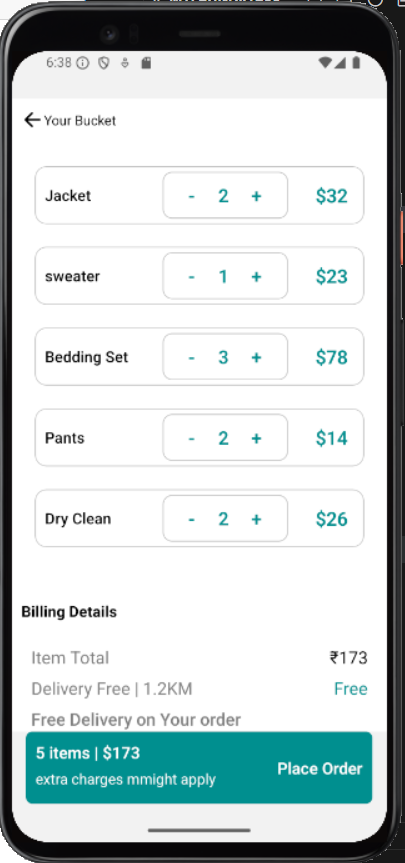 6:38
Your Bucket
Jacket - 2 + $32
sweater - 1 + $23
Bedding Set - 3 + $78
Pants - 2 + $14
Dry Clean - 2 + $26
Billing Details
Item Total ₹173
Delivery Free | 1.2KM Free
Free Delivery on Your order
5 items | $173
extra charges mmight apply
Place Order